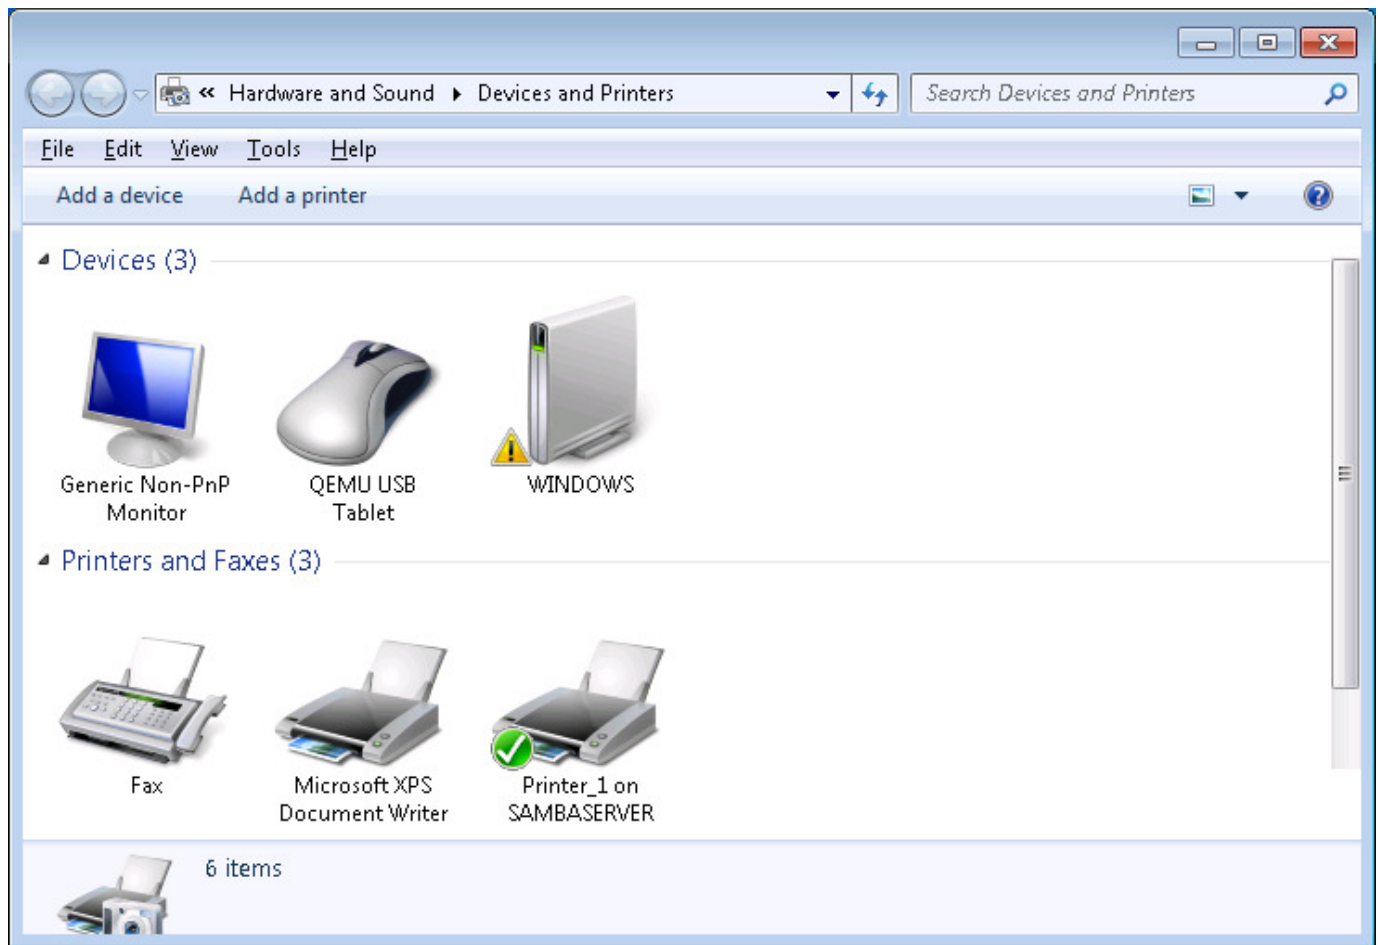 « Hardware and Sound ▸ Devices and Printers
Search Devices and Printers
File Edit View Tools Help
Add a device Add a printer
Devices (3)
Generic Non-PnP
Monitor
QEMU USB
Tablet
WINDOWS
Printers and Faxes (3)
Fax
Microsoft XPS
Document Writer
Printer_1 on
SAMBASERVER
6 items